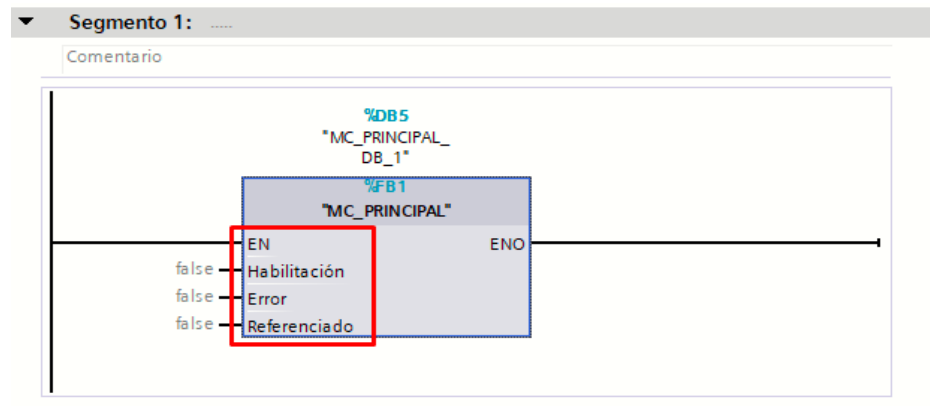 Segmento 1: .....
Comentario
%DB5
"MC_PRINCIPAL_
DB_1"
%FB1
"MC_PRINCIPAL"
EN ENO
false Habilitación
false Error
false Referenciado